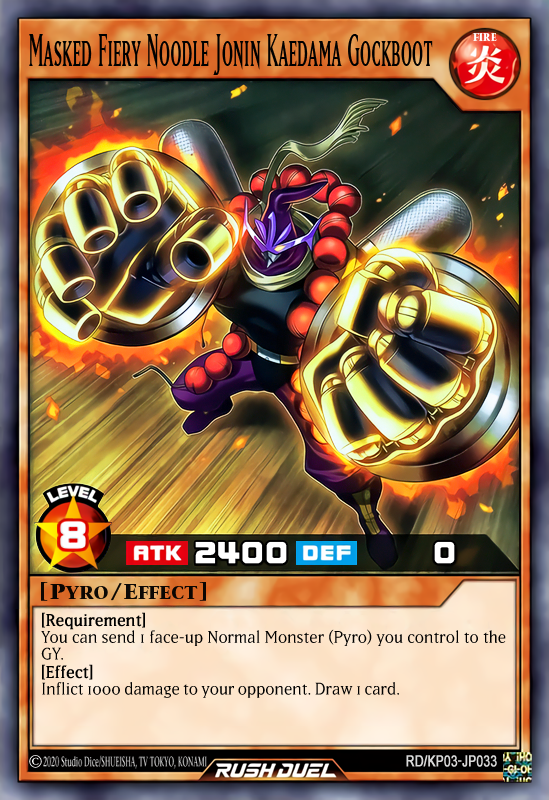 MASKED FIERY NOODLE JONIN KAEDAMA GOCKBOOT
FIRE
炎
LEVEL
8
ATK 2400 DEF 0
[PYRO/EFFECT]
[Requirement]
You can send 1 face-up Normal Monster (Pyro) you control to the
GY.
[Effect]
Inflict 1000 damage to your opponent. Draw 1 card.
©2020 Studio Dice/SHUEISHA, TV TOKYO, KONAMI
RUSH DUEL
RD/KP03-JP033